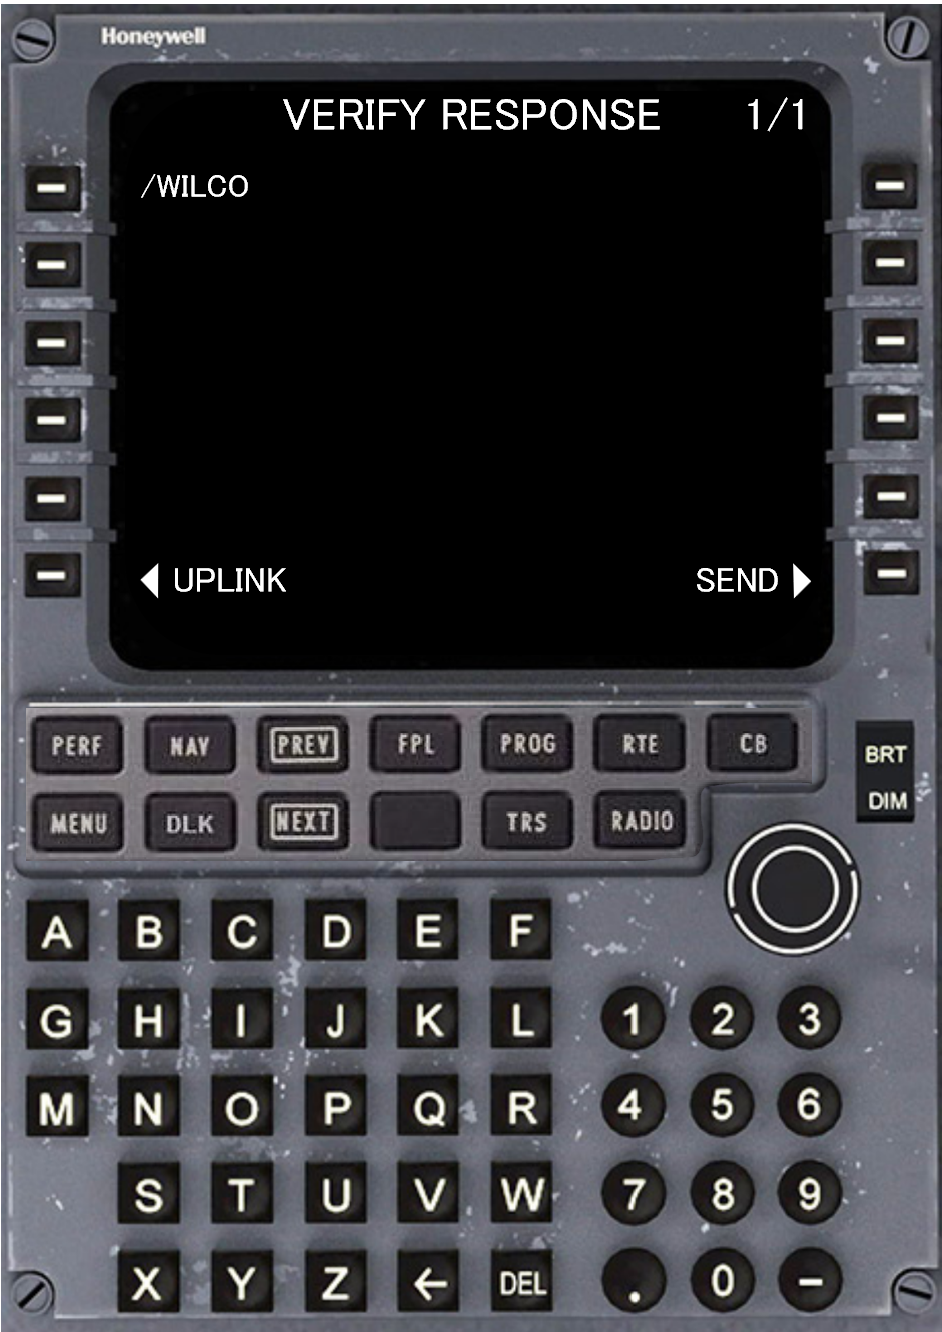 Honeywell
VERIFY RESPONSE 1/1
/WILCO
UPLINK SEND
PERF NAV PREV FPL PROG RTE CB
BRT
MENU DLK NEXT TRS RADIO
DIM
A B C D E F
G H I J K L 1 2 3
M N O P Q R 4 5 6
S T U V W 7 8 9
X Y Z ← DEL . 0 -